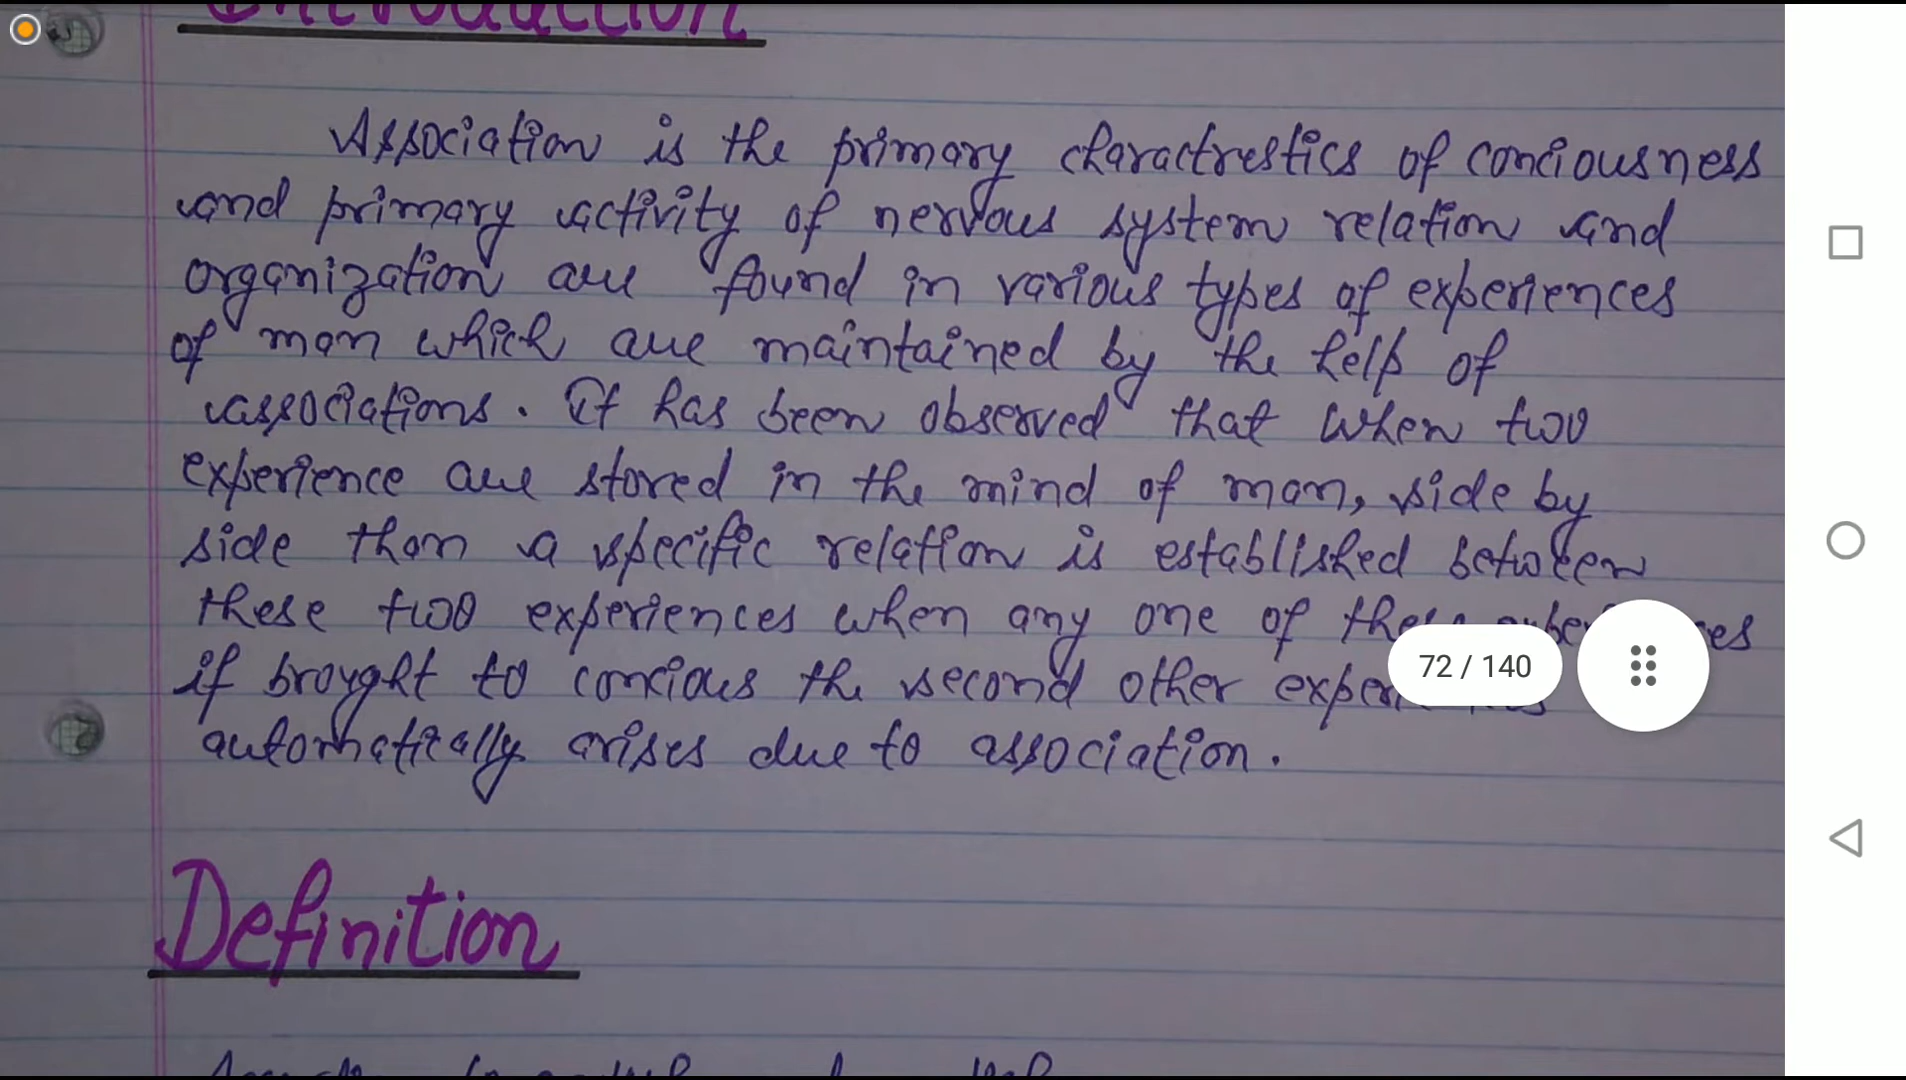 Introduction
Association is the primary charactrestics of conciousness
and primary activity of nervous system relation and
organization are found in various types of experiences
of man which are maintained by the help of
associations. It has been observed that when two
experience are stored in the mind of man, side by
side than a specific relation is established between
these two experiences when any one of these
if brought to concious the second other
automatically arises due to association.
72 / 140
Definition